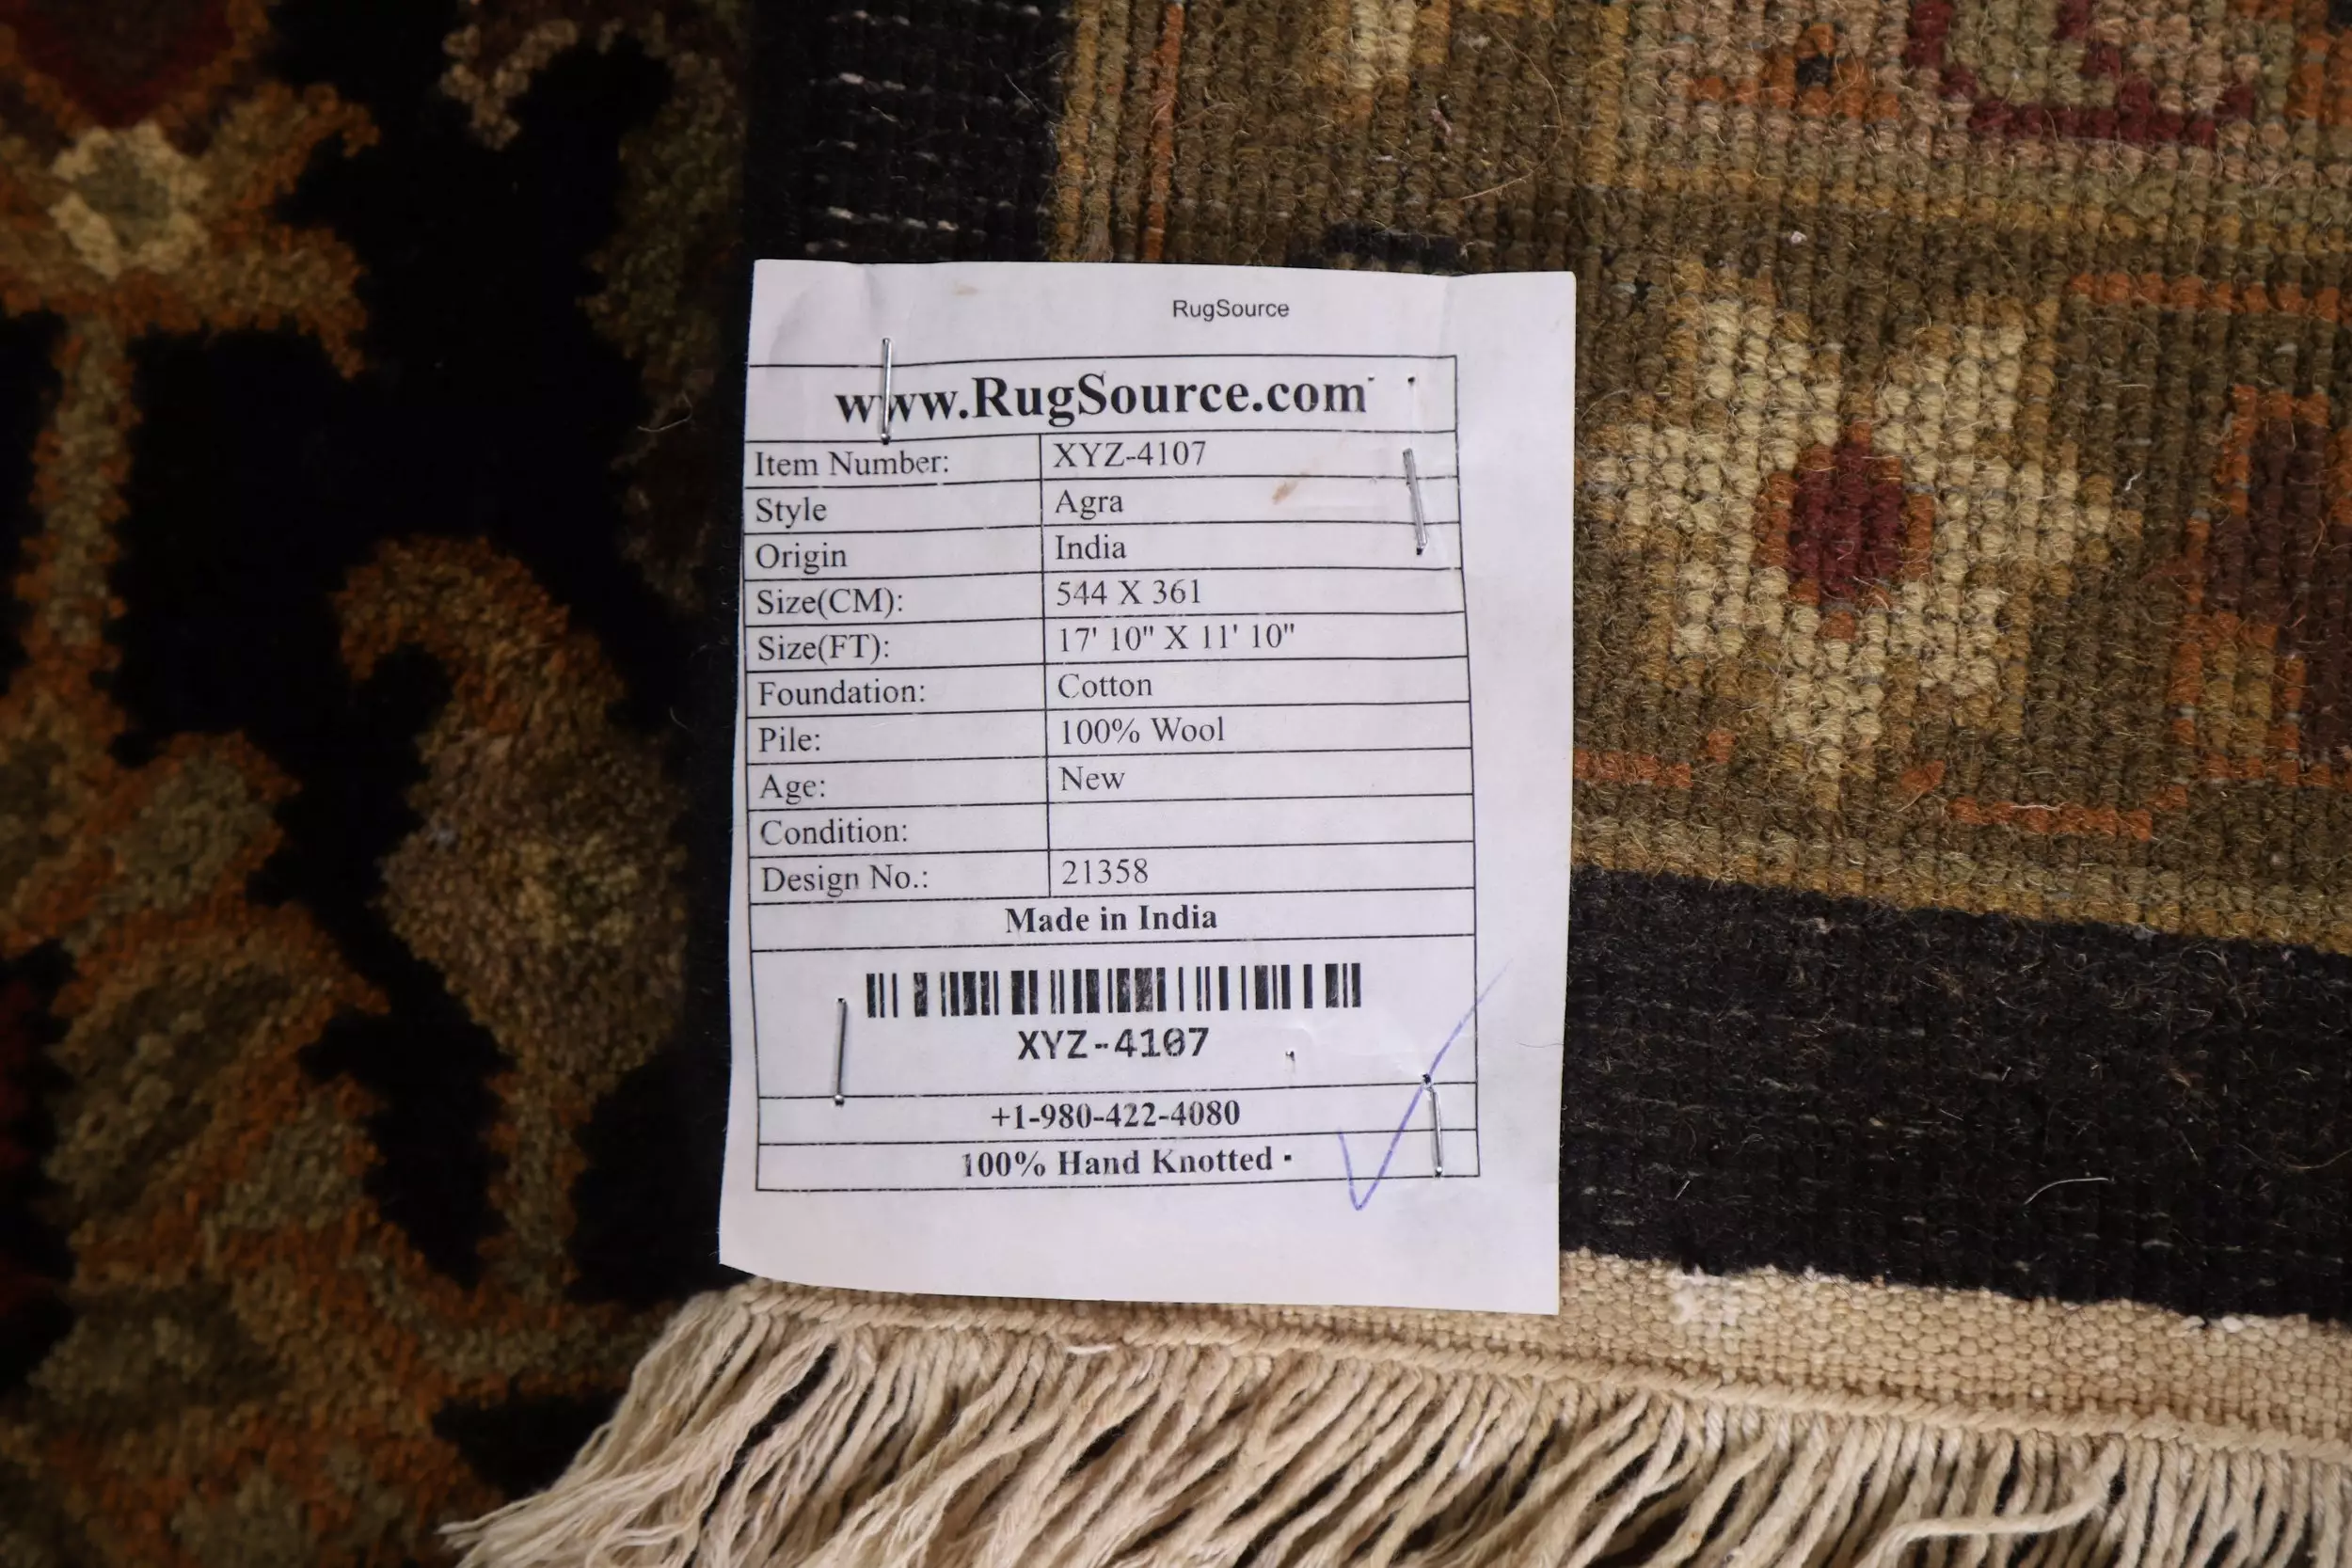 RugSource
www.RugSource.com
Item Number: XYZ-4107
Style Agra
Origin India
Size(CM): 544 X 361
Size(FT): 17' 10" X 11' 10"
Foundation: Cotton
Pile: 100% Wool
Age: New
Condition:
Design No.: 21358
Made in India
XYZ-4107
+1-980-422-4080
100% Hand Knotted